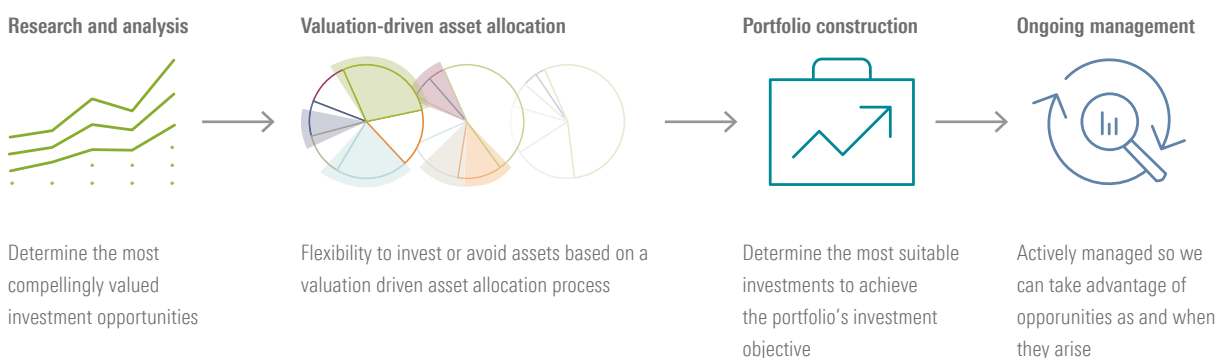 Research and analysis
Determine the most
compellingly valued
investment opportunities
Valuation-driven asset allocation
Flexibility to invest or avoid assets based on a
valuation driven asset allocation process
Portfolio construction
Determine the most suitable
investments to achieve
the portfolio's investment
objective
Ongoing management
Actively managed so we
can take advantage of
opporunities as and when
they arise